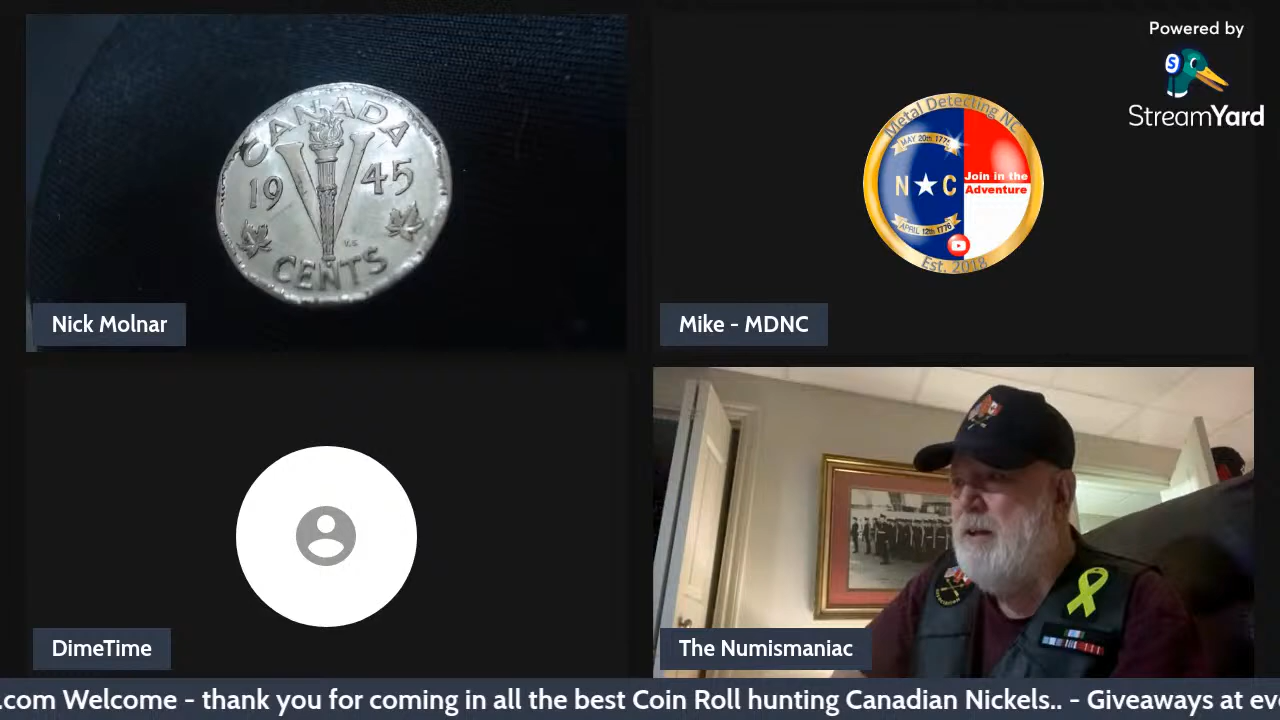 Powered by
S
StreamYard
CANADA
19 45
V.G
CENTS
Nick Molnar
Metal Detecting NC
MAY 20th 1775
N ★ C
Join in the
Adventure
APRIL 12th 1776
Est. 2018
Mike - MDNC
DimeTime
The Numismaniac
.com Welcome - thank you for coming in all the best Coin Roll hunting Canadian Nickels.. - Giveaways at ev